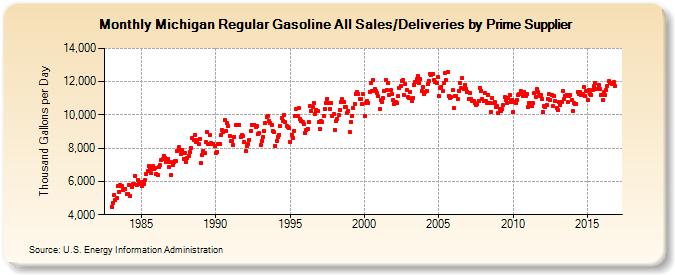 Monthly Michigan Regular Gasoline All Sales/Deliveries by Prime Supplier
Thousand Gallons per Day
14,000
12,000
10,000
8,000
6,000
4,000
1985 1990 1995 2000 2005 2010 2015
Source: U.S. Energy Information Administration